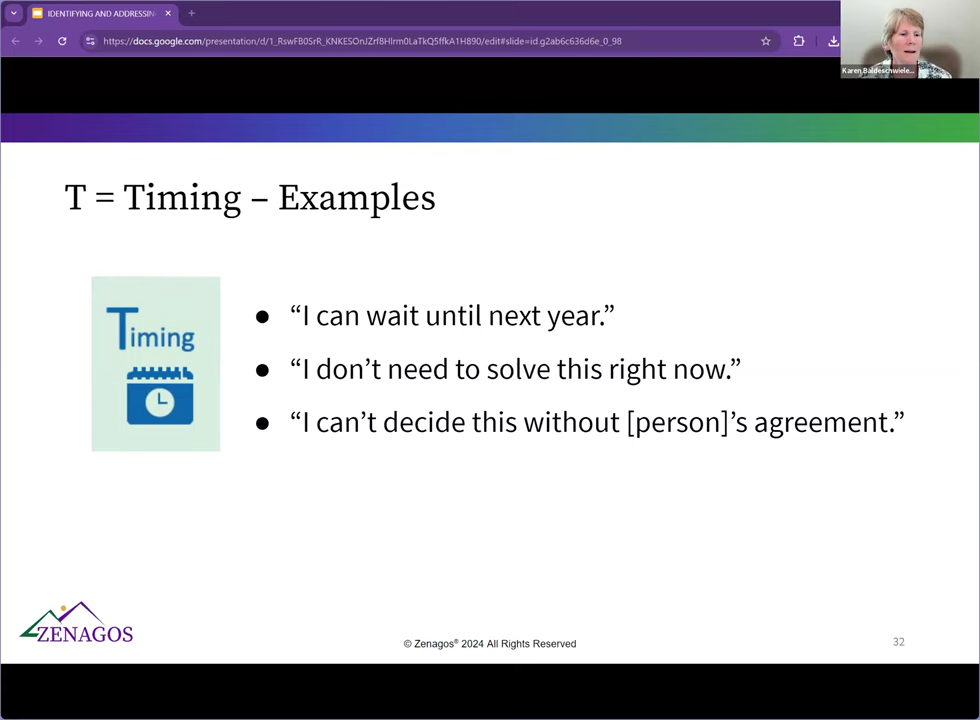 IDENTIFYING AND ADDRESSIN
https://docs.google.com/presentation/d/1_RswFB0SrR_KNKESOnJZrf8Hlrm0LaTkQ5ffkA1H890/edit#slide=id.g2ab6c636d6e_0_98
Karen Baldeschwiele...
T = Timing – Examples
Timing
● “I can wait until next year.”
● “I don’t need to solve this right now.”
● “I can’t decide this without [person]’s agreement.”
ZENAGOS
© Zenagos® 2024 All Rights Reserved
32